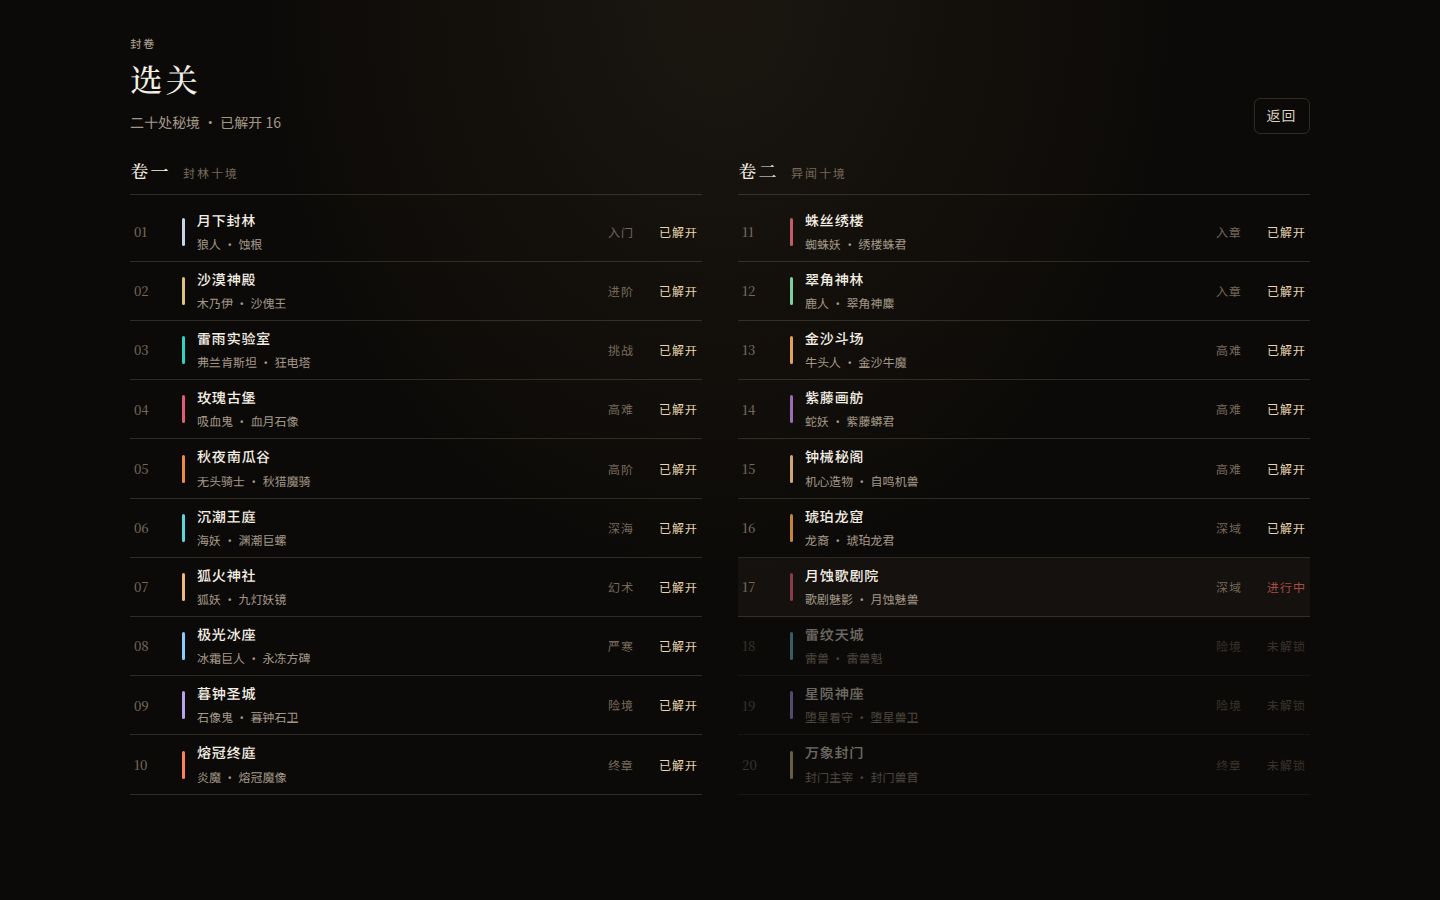 封卷
选关
二十处秘境 · 已解开 16
返回
卷一 封林十境
01 月下封林 入门 已解开
狼人 · 蚀根
02 沙漠神殿 进阶 已解开
木乃伊 · 沙傀王
03 雷雨实验室 挑战 已解开
弗兰肯斯坦 · 狂电塔
04 玫瑰古堡 高难 已解开
吸血鬼 · 血月石像
05 秋夜南瓜谷 高阶 已解开
无头骑士 · 秋猎魔骑
06 沉潮王庭 深海 已解开
海妖 · 渊潮巨螺
07 狐火神社 幻术 已解开
狐妖 · 九灯妖镜
08 极光冰座 严寒 已解开
冰霜巨人 · 永冻方碑
09 暮钟圣城 险境 已解开
石像鬼 · 暮钟石卫
10 熔冠终庭 终章 已解开
炎魔 · 熔冠魔像
卷二 异闻十境
11 蛛丝绣楼 入章 已解开
蜘蛛妖 · 绣楼蛛君
12 翠角神林 入章 已解开
鹿人 · 翠角神麋
13 金沙斗场 高难 已解开
牛头人 · 金沙牛魔
14 紫藤画舫 高难 已解开
蛇妖 · 紫藤蟒君
15 钟械秘阁 高难 已解开
机心造物 · 自鸣机兽
16 琥珀龙窟 深域 已解开
龙裔 · 琥珀龙君
17 月蚀歌剧院 深域 进行中
歌剧魅影 · 月蚀魅兽
18 雷纹天城 险境 未解锁
雷兽 · 雷兽魁
19 星陨神座 险境 未解锁
堕星看守 · 堕星兽卫
20 万象封门 终章 未解锁
封门主宰 · 封门兽首